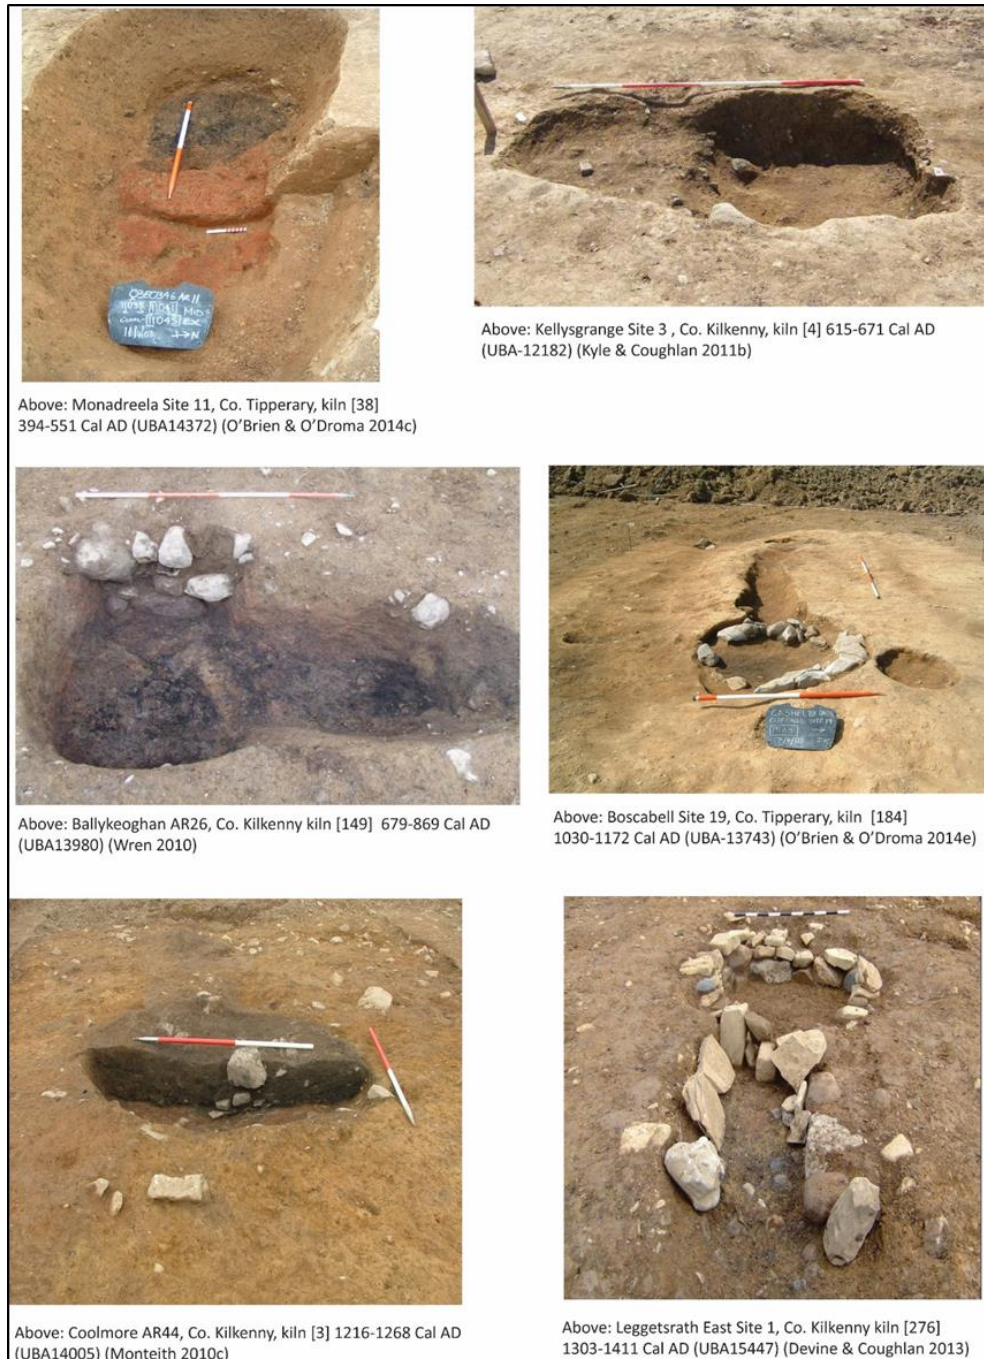 Above: Monadreela Site 11, Co. Tipperary, kiln [38]
394-551 Cal AD (UBA14372) (O'Brien & O'Droma 2014c)
Above: Kellysgrange Site 3 , Co. Kilkenny, kiln [4] 615-671 Cal AD
(UBA-12182) (Kyle & Coughlan 2011b)
Above: Ballykeoghan AR26, Co. Kilkenny kiln [149] 679-869 Cal AD
(UBA13980) (Wren 2010)
Above: Boscabell Site 19, Co. Tipperary, kiln [184]
1030-1172 Cal AD (UBA-13743) (O'Brien & O'Droma 2014e)
Above: Coolmore AR44, Co. Kilkenny, kiln [3] 1216-1268 Cal AD
(UBA14005) (Monteith 2010c)
Above: Leggetsrath East Site 1, Co. Kilkenny kiln [276]
1303-1411 Cal AD (UBA15447) (Devine & Coughlan 2013)